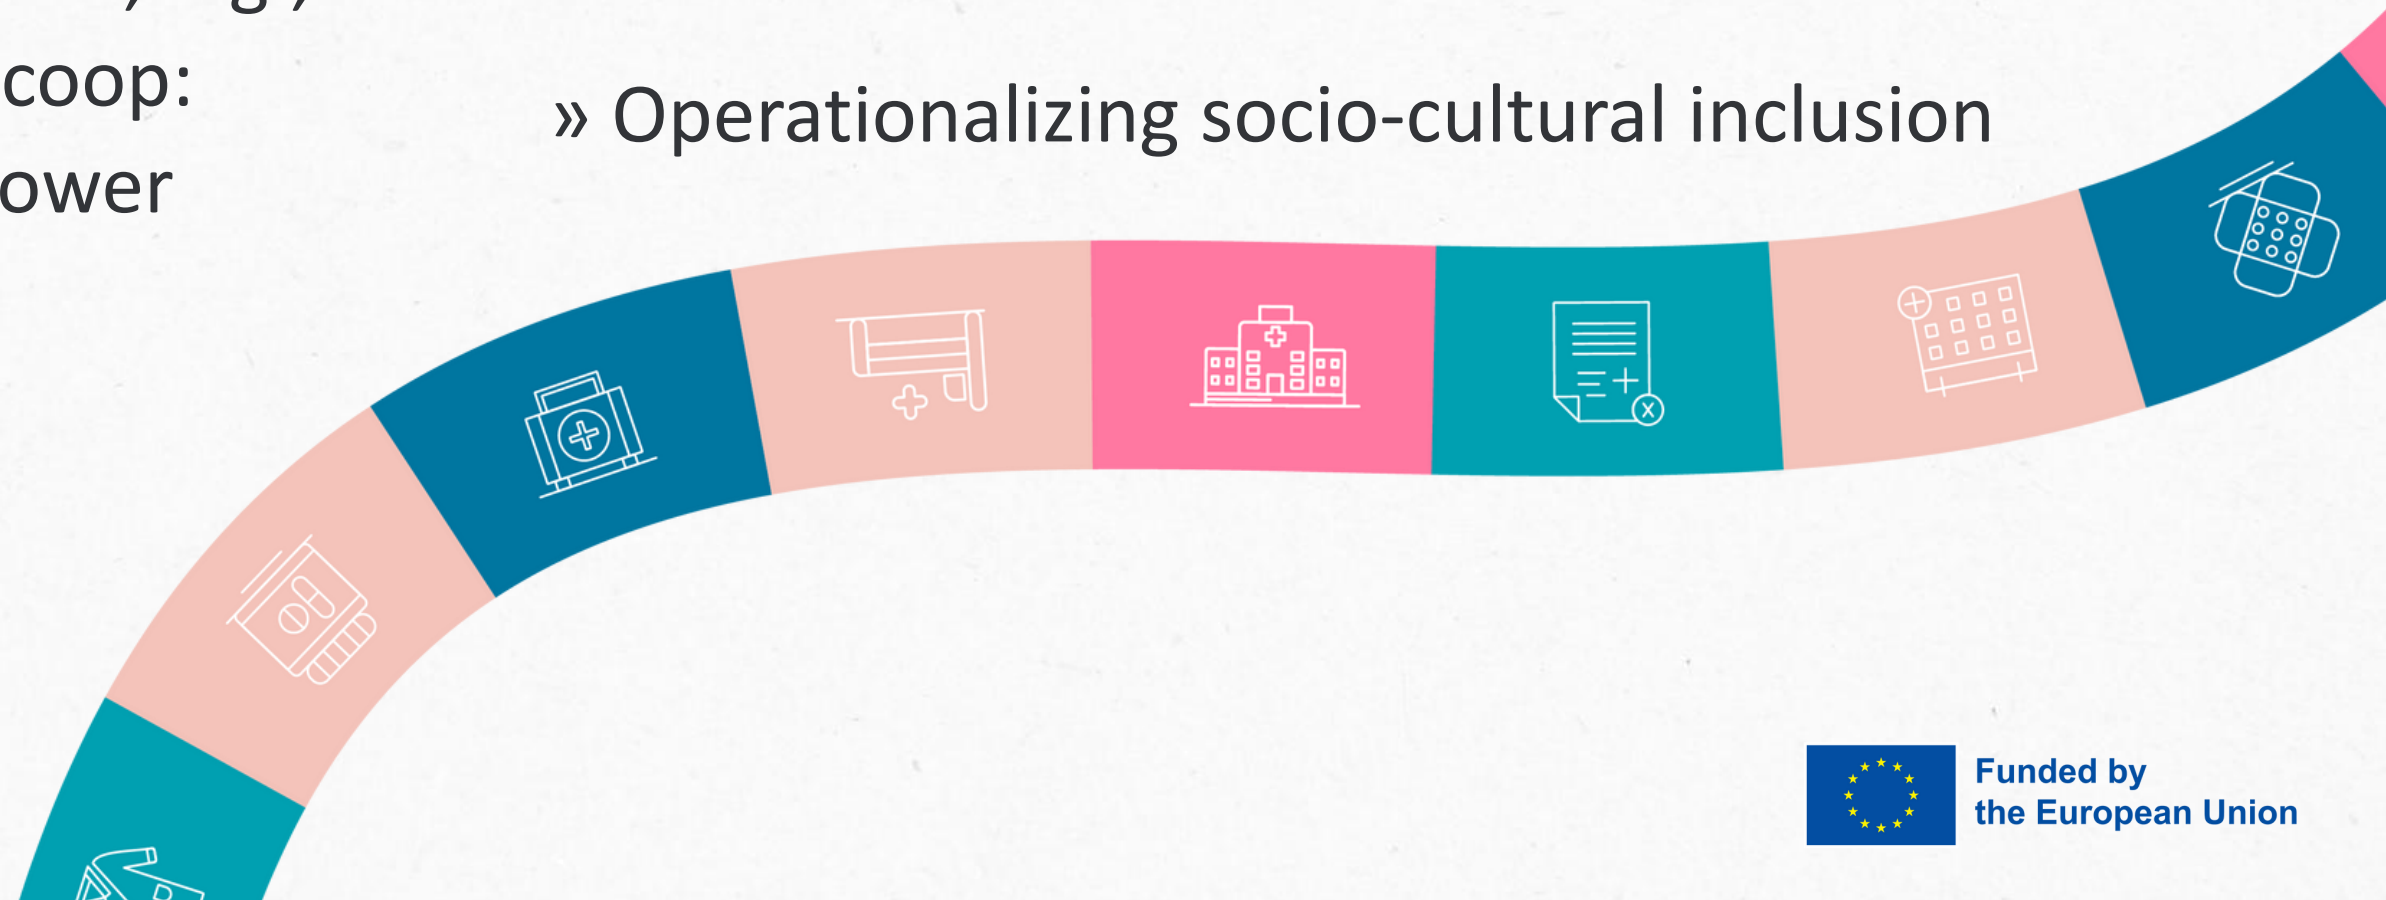 coop:
ower
» Operationalizing socio-cultural inclusion
Funded by
the European Union